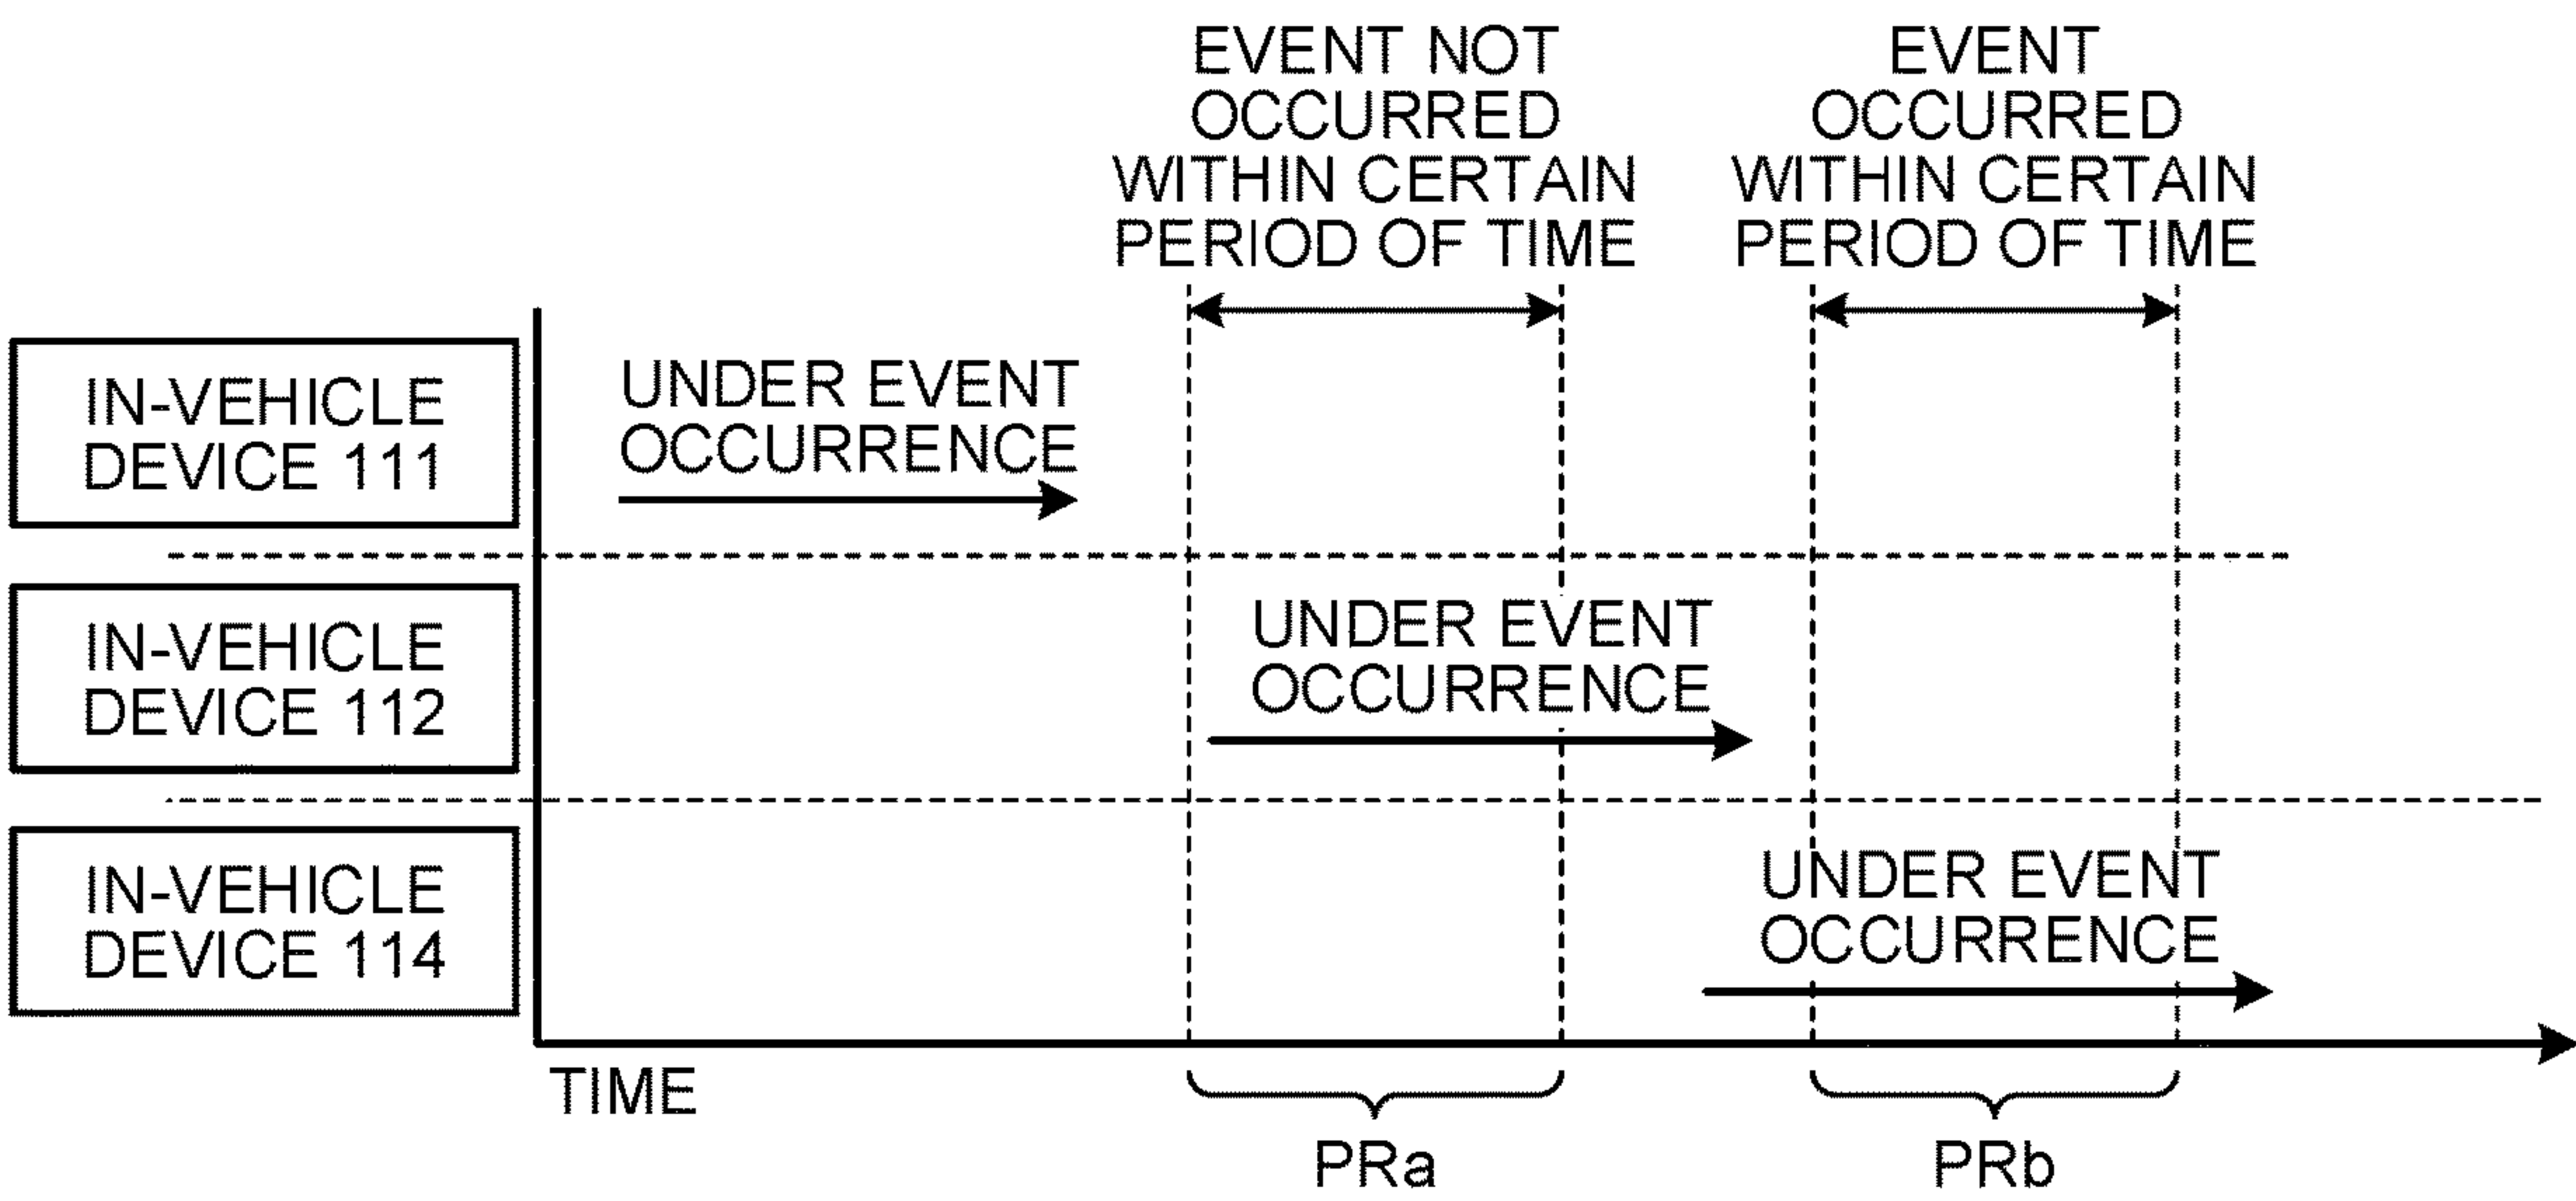 EVENT NOT
OCCURRED
WITHIN CERTAIN
PERIOD OF TIME
EVENT
OCCURRED
WITHIN CERTAIN
PERIOD OF TIME
IN-VEHICLE
DEVICE 111
UNDER EVENT
OCCURRENCE
IN-VEHICLE
DEVICE 112
UNDER EVENT
OCCURRENCE
IN-VEHICLE
DEVICE 114
UNDER EVENT
OCCURRENCE
TIME
PRa
PRb